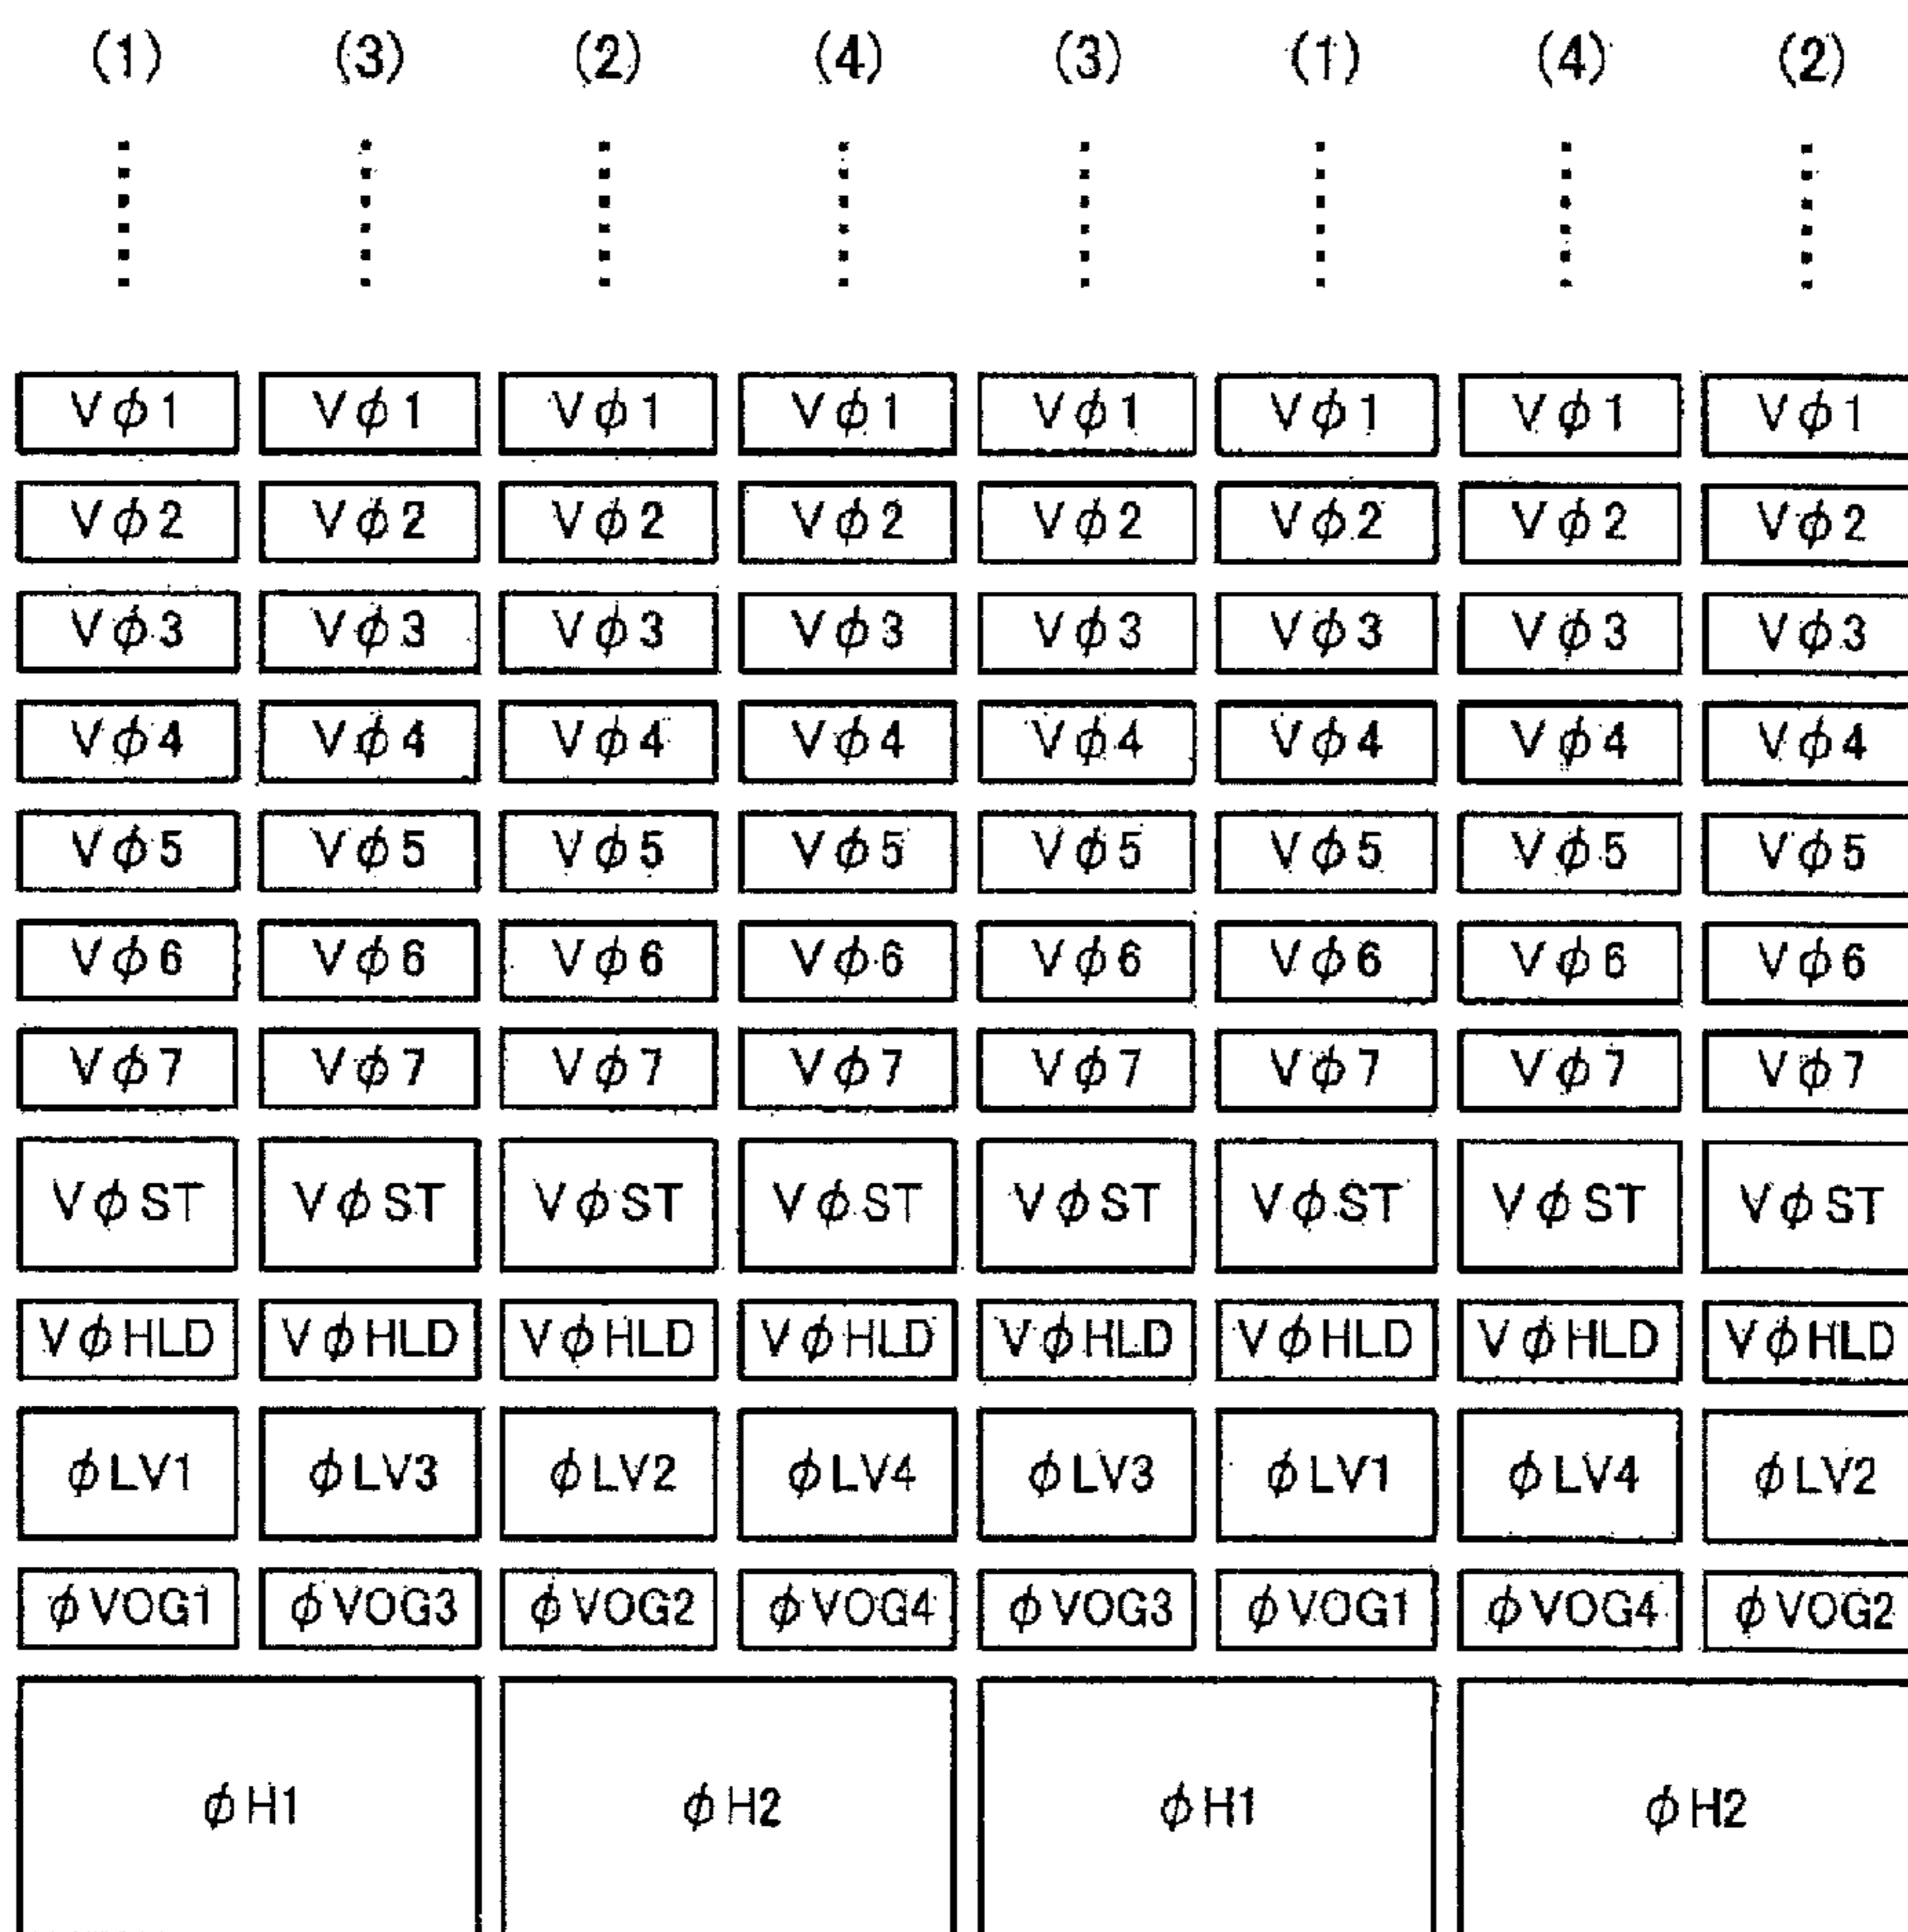 (1) (3) (2) (4) (3) (1) (4) (2)
Vφ1 Vφ1 Vφ1 Vφ1 Vφ1 Vφ1 Vφ1 Vφ1
Vφ2 Vφ2 Vφ2 Vφ2 Vφ2 Vφ2 Vφ2 Vφ2
Vφ3 Vφ3 Vφ3 Vφ3 Vφ3 Vφ3 Vφ3 Vφ3
Vφ4 Vφ4 Vφ4 Vφ4 Vφ4 Vφ4 Vφ4 Vφ4
Vφ5 Vφ5 Vφ5 Vφ5 Vφ5 Vφ5 Vφ5 Vφ5
Vφ6 Vφ6 Vφ6 Vφ6 Vφ6 Vφ6 Vφ6 Vφ6
Vφ7 Vφ7 Vφ7 Vφ7 Vφ7 Vφ7 Vφ7 Vφ7
VφST VφST VφST VφST VφST VφST VφST VφST
VφHLD VφHLD VφHLD VφHLD VφHLD VφHLD VφHLD VφHLD
φLV1 φLV3 φLV2 φLV4 φLV3 φLV1 φLV4 φLV2
φVOG1 φVOG3 φVOG2 φVOG4 φVOG3 φVOG1 φVOG4 φVOG2
φH1 φH2 φH1 φH2